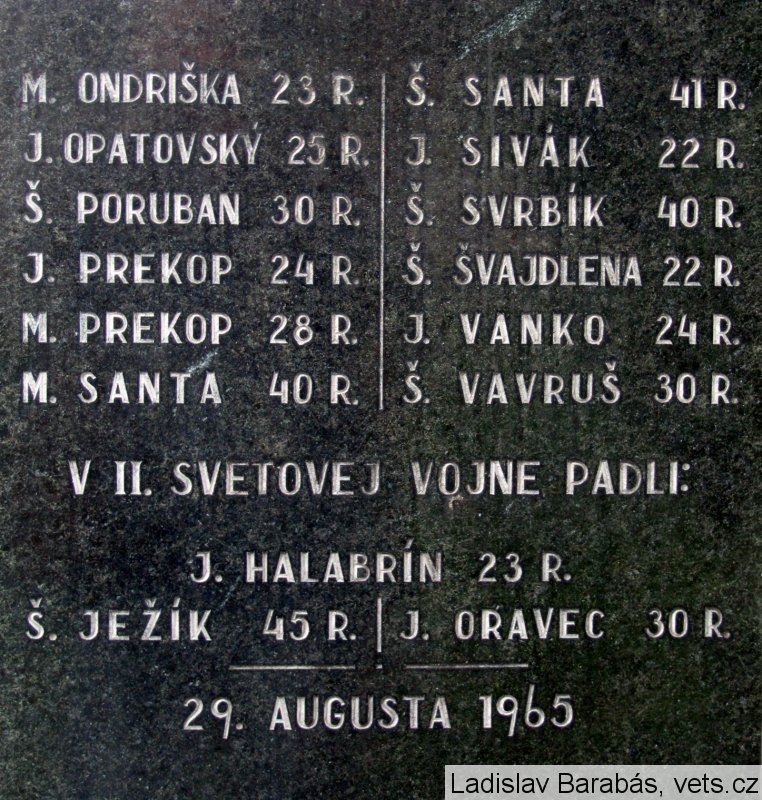 M. ONDRIŠKA 23 R. Š. SANTA 41 R.
J. OPATOVSKÝ 25 R. J. SIVÁK 22 R.
Š. PORUBAN 30 R. Š. SVRBÍK 40 R.
J. PREKOP 24 R. Š. ŠVAJDLENA 22 R.
M. PREKOP 28 R. J. VANKO 24 R.
M. SANTA 40 R. Š. VAVRUŠ 30 R.
V II. SVETOVEJ VOJNE PADLI:
J. HALABRÍN 23 R.
Š. JEŽÍK 45 R. J. ORAVEC 30 R.
29. AUGUSTA 1965
Ladislav Barabás, vets.cz